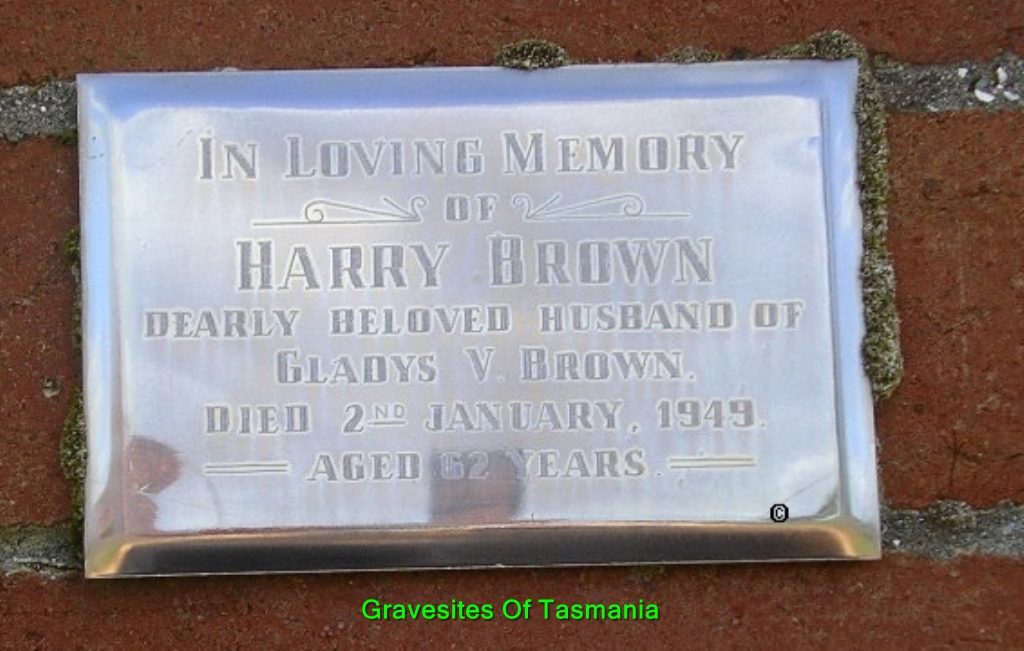 In Loving Memory
of
Harry Brown
dearly beloved husband of
Gladys V. Brown.
Died 2nd January, 1949.
Aged 62 years.
©
Gravesites Of Tasmania